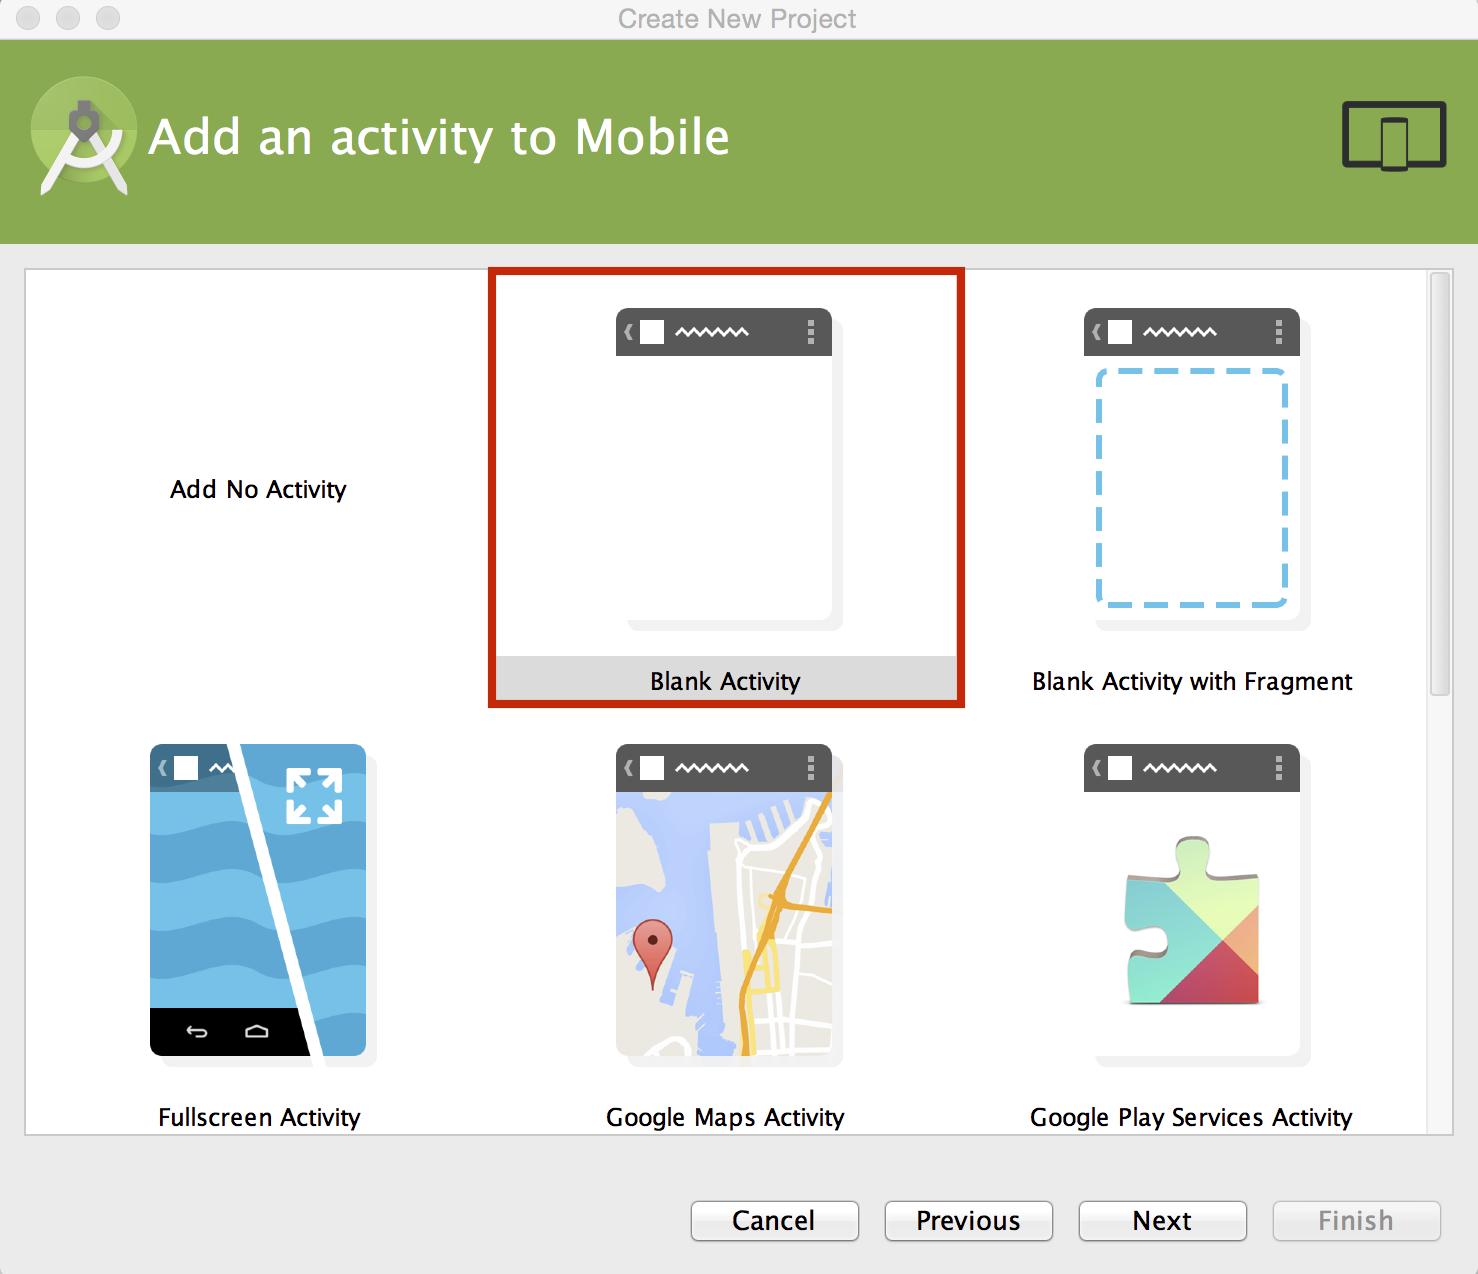 Create New Project
Add an activity to Mobile
Add No Activity
Blank Activity
Blank Activity with Fragment
Fullscreen Activity
Google Maps Activity
Google Play Services Activity
Cancel
Previous
Next
Finish